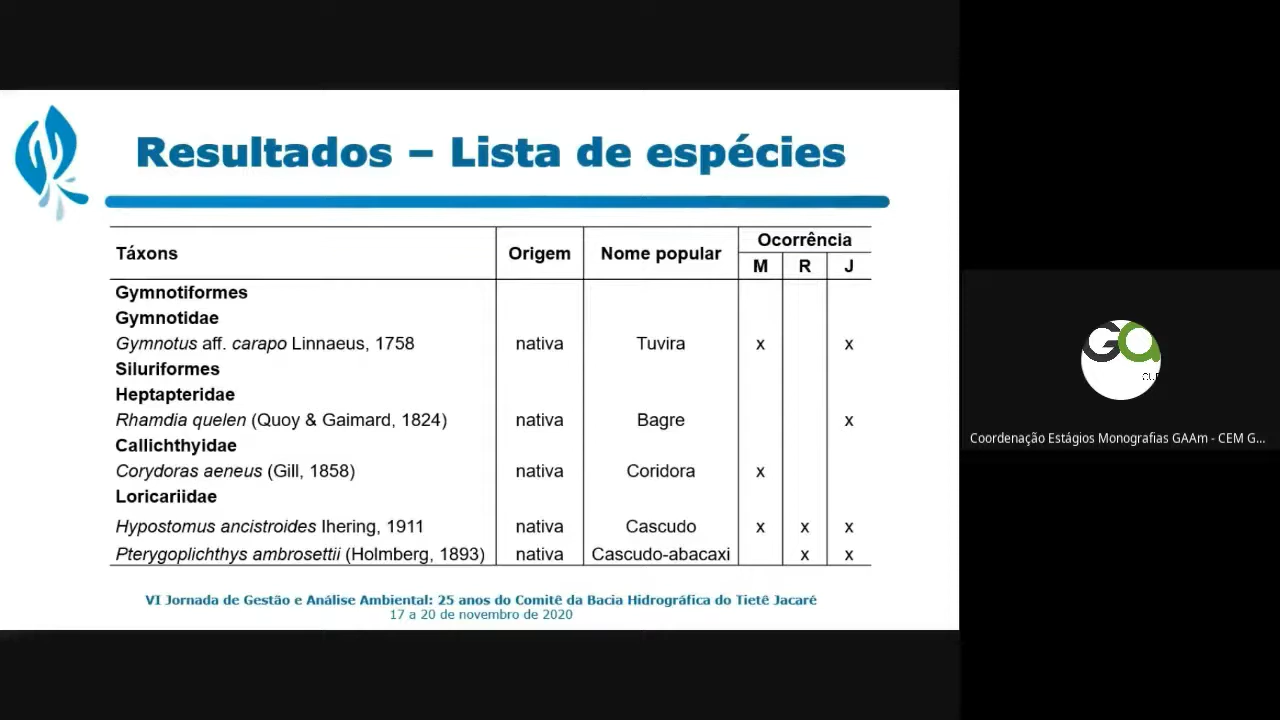 Resultados – Lista de espécies
Táxons Origem Nome popular Ocorrência
M R J
Gymnotiformes
Gymnotidae
Gymnotus aff. carapo Linnaeus, 1758 nativa Tuvira x x
Siluriformes
Heptapteridae
Rhamdia quelen (Quoy & Gaimard, 1824) nativa Bagre x
Callichthyidae
Corydoras aeneus (Gill, 1858) nativa Coridora x
Loricariidae
Hypostomus ancistroides Ihering, 1911 nativa Cascudo x x x
Pterygoplichthys ambrosettii (Holmberg, 1893) nativa Cascudo-abacaxi x x
VI Jornada de Gestão e Análise Ambiental: 25 anos do Comitê da Bacia Hidrográfica do Tietê Jacaré
17 a 20 de novembro de 2020
Coordenação Estágios Monografias GAAm - CEM G...